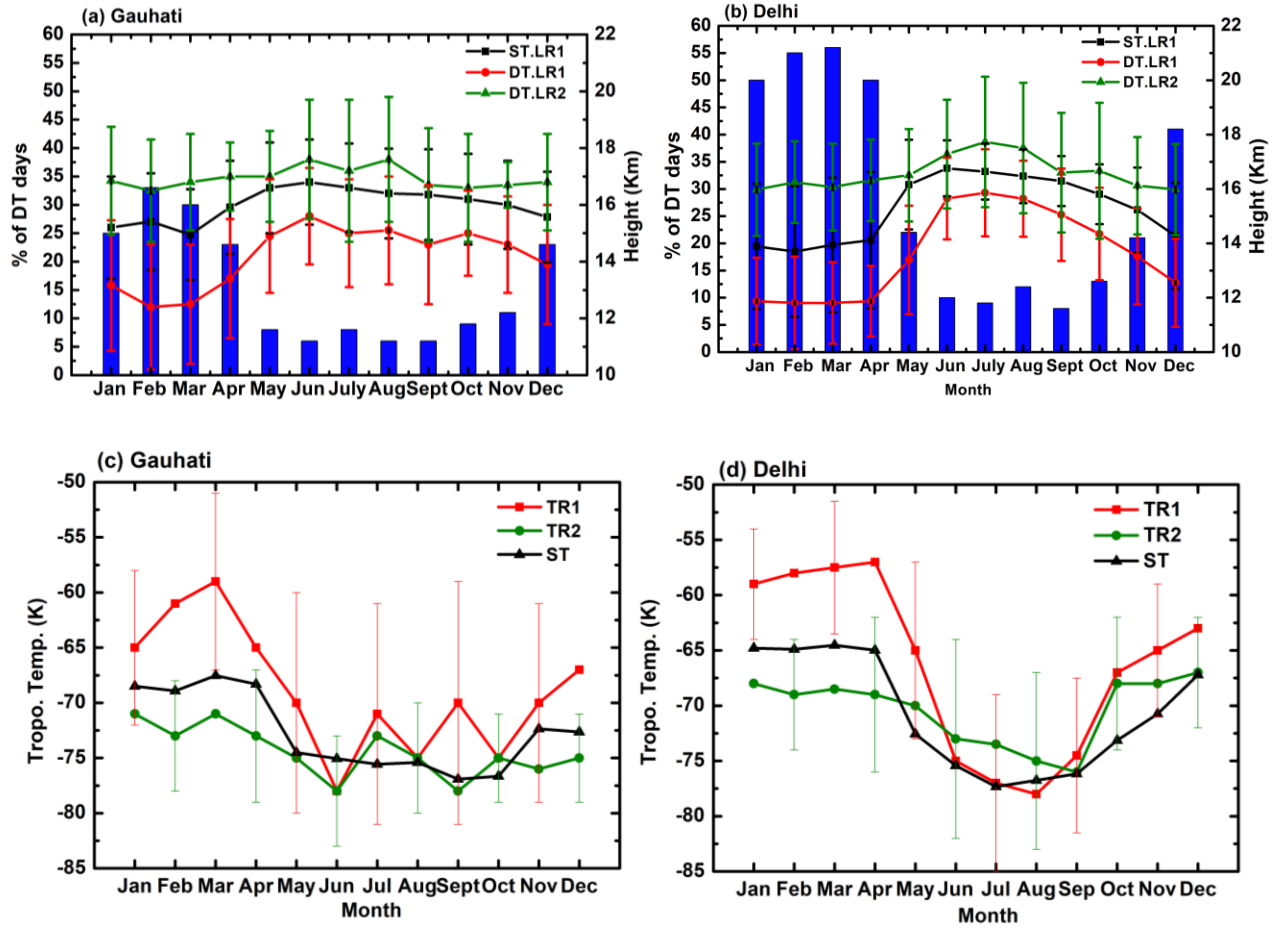 (a) Gauhati
60
55
50
45
40
35
30
25
20
15
10
5
0
% of DT days
22
20
18
16
14
12
10
Height (Km)
ST.LR1
DT.LR1
DT.LR2
Jan Feb Mar Apr May Jun July Aug Sept Oct Nov Dec
(b) Delhi
60
55
50
45
40
35
30
25
20
15
10
5
0
% of DT days
22
20
18
16
14
12
10
Height (Km)
ST.LR1
DT.LR1
DT.LR2
Jan Feb Mar Apr May Jun July Aug Sep Oct Nov Dec
Month
(c) Gauhati
-50
-55
-60
-65
-70
-75
-80
-85
Tropo. Temp. (K)
TR1
TR2
ST
Jan Feb Mar Apr May Jun Jul Aug Sept Oct Nov Dec
Month
(d) Delhi
-50
-55
-60
-65
-70
-75
-80
-85
Tropo. Temp. (K)
TR1
TR2
ST
Jan Feb Mar Apr May Jun Jul Aug Sep Oct Nov Dec
Month